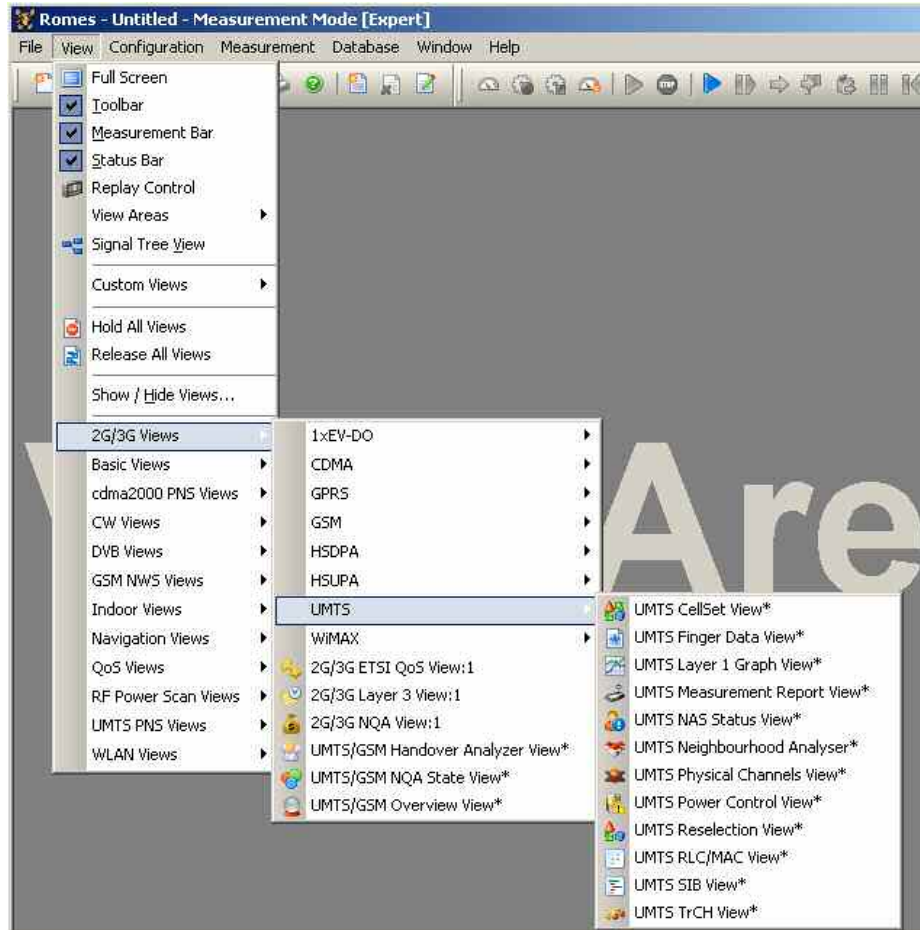 Romes - Untitled - Measurement Mode [Expert]
File View Configuration Measurement Database Window Help
Full Screen
Toolbar
Measurement Bar
Status Bar
Replay Control
View Areas
Signal Tree View
Custom Views
Hold All Views
Release All Views
Show / Hide Views...
2G/3G Views
Basic Views
cdma2000 PNS Views
CW Views
DVB Views
GSM NWS Views
Indoor Views
Navigation Views
QoS Views
RF Power Scan Views
UMTS PNS Views
WLAN Views
1xEV-DO
CDMA
GPRS
GSM
HSDPA
HSUPA
UMTS
WiMAX
2G/3G ETSI QoS View:1
2G/3G Layer 3 View:1
2G/3G NQA View:1
UMTS/GSM Handover Analyzer View*
UMTS/GSM NQA State View*
UMTS/GSM Overview View*
UMTS CellSet View*
UMTS Finger Data View*
UMTS Layer 1 Graph View*
UMTS Measurement Report View*
UMTS NAS Status View*
UMTS Neighbourhood Analyser*
UMTS Physical Channels View*
UMTS Power Control View*
UMTS Reselection View*
UMTS RLC/MAC View*
UMTS SIB View*
UMTS TrCH View*